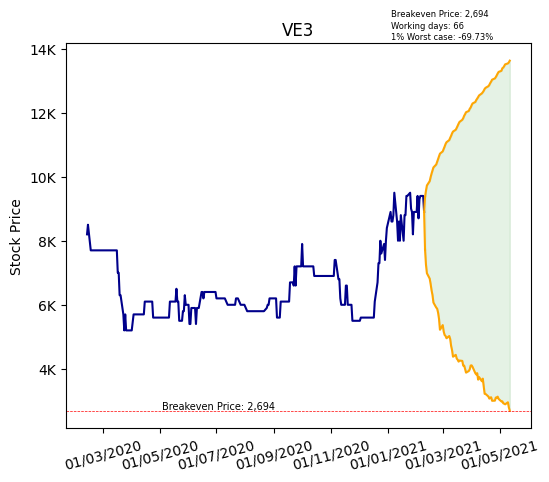 Breakeven Price: 2,694
Working days: 66
1% Worst case: -69.73%
VE3
14K
12K
10K
8K
6K
4K
Stock Price
Breakeven Price: 2,694
01/03/2020
01/05/2020
01/07/2020
01/09/2020
01/11/2020
01/01/2021
01/03/2021
01/05/2021